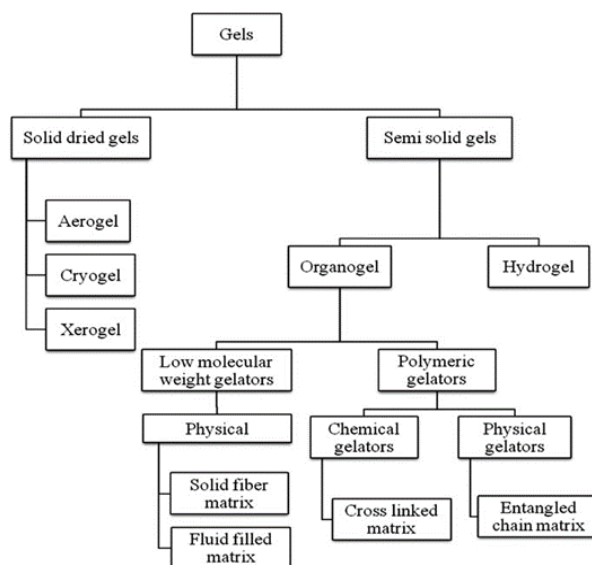 Gels
Solid dried gels
Semi solid gels
Aerogel
Cryogel
Xerogel
Organogel
Hydrogel
Low molecular
weight gelators
Polymeric
gelators
Physical
Chemical
gelators
Physical
gelators
Solid fiber
matrix
Fluid filled
matrix
Cross linked
matrix
Entangled
chain matrix